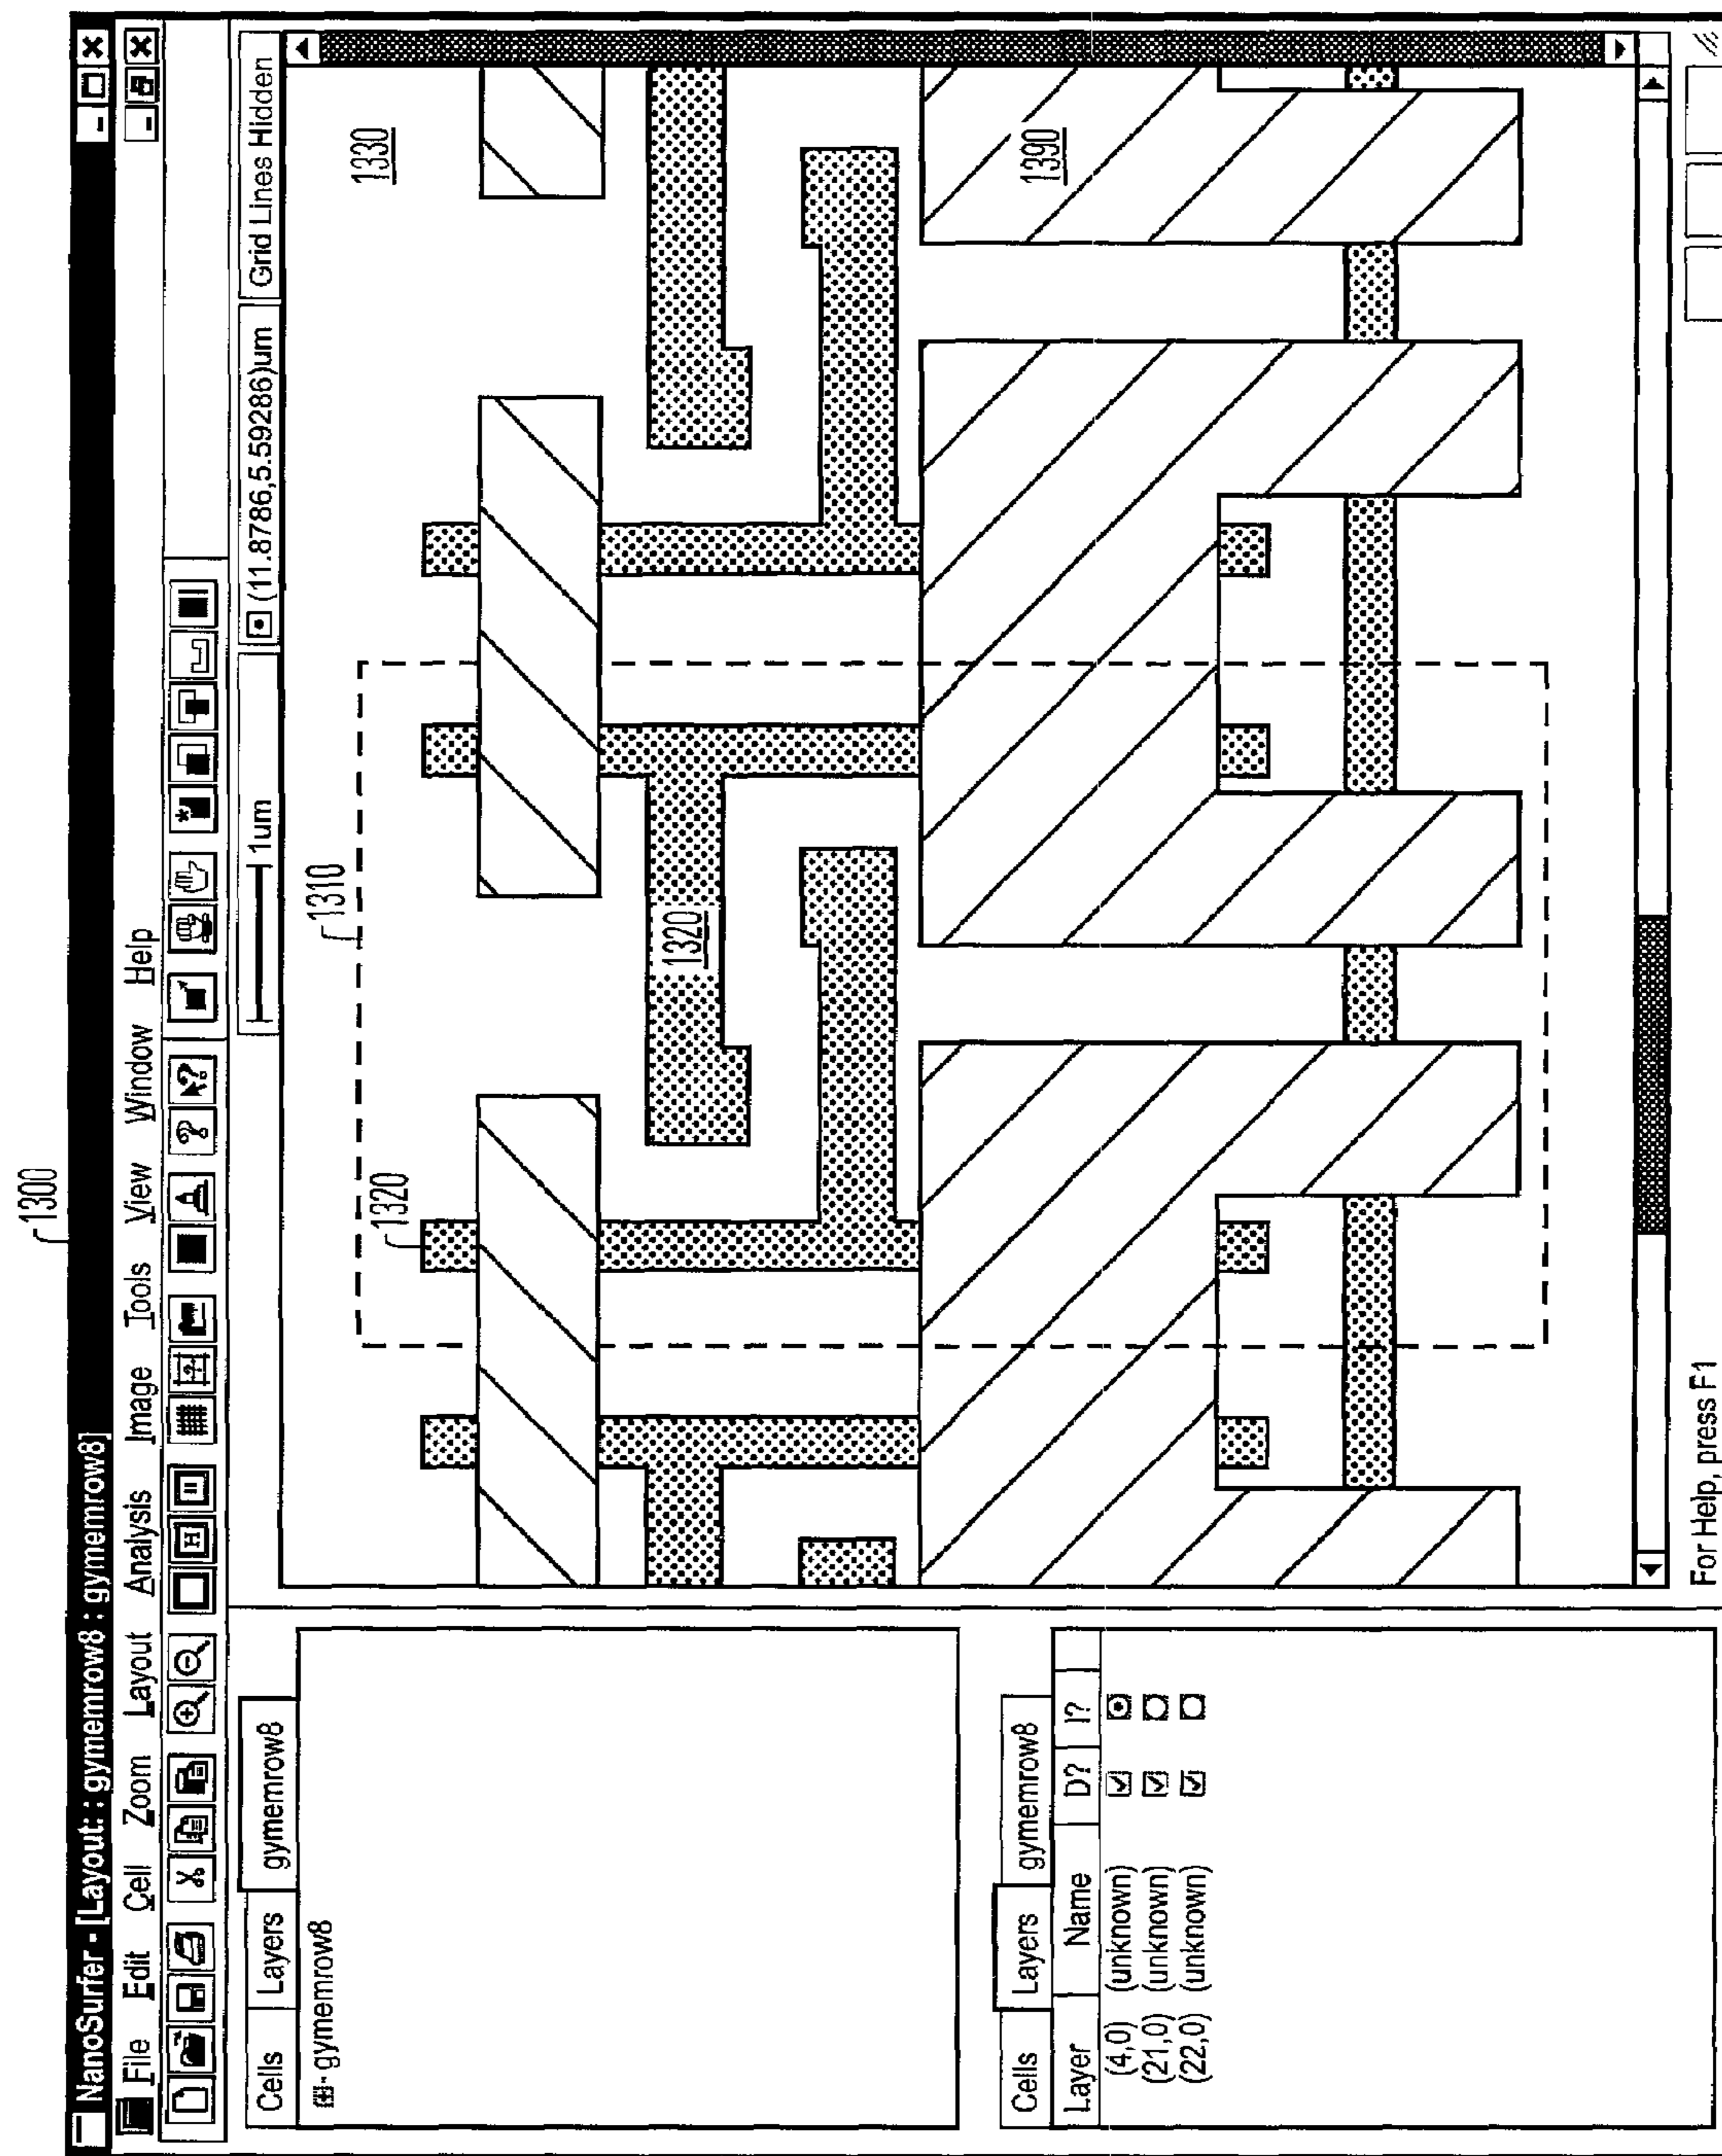 1300
NanoSurfer - [Layout: : gymemrow8 : gymemrow8]
File Edit Cell Zoom Layout Analysis Image Tools View Window Help
1um (11.8786,5.59286)um Grid Lines Hidden
Cells Layers gymemrow8
gymemrow8
Cells Layers gymemrow8
Layer Name D? I?
(4,0) (unknown)
(21,0) (unknown)
(22,0) (unknown)
1310
1330
1320
1320
1390
For Help, press F1